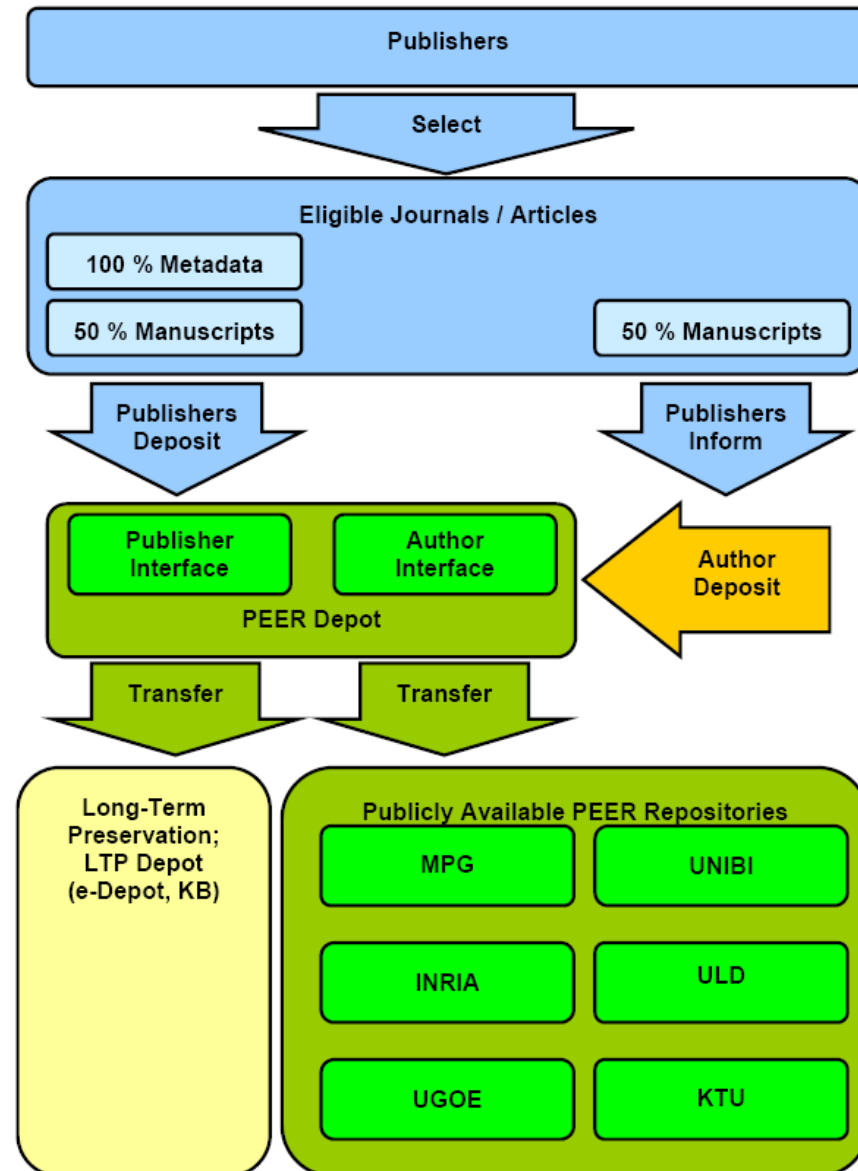 Publishers
Select
Eligible Journals / Articles
100 % Metadata
50 % Manuscripts
50 % Manuscripts
Publishers
Deposit
Publishers
Inform
Publisher
Interface
Author
Interface
PEER Depot
Author
Deposit
Transfer
Transfer
Long-Term
Preservation;
LTP Depot
(e-Depot, KB)
Publicly Available PEER Repositories
MPG
UNIBI
INRIA
ULD
UGOE
KTU